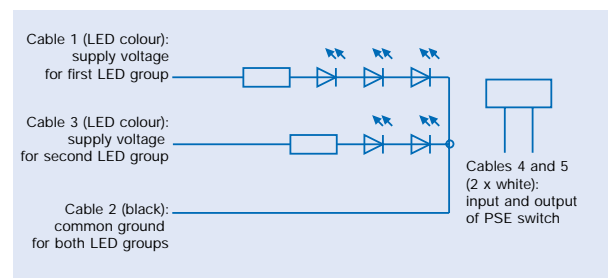 Cable 1 (LED colour):
supply voltage
for first LED group
Cable 3 (LED colour):
supply voltage
for second LED group
Cable 2 (black):
common ground
for both LED groups
Cables 4 and 5
(2 x white):
input and output
of PSE switch